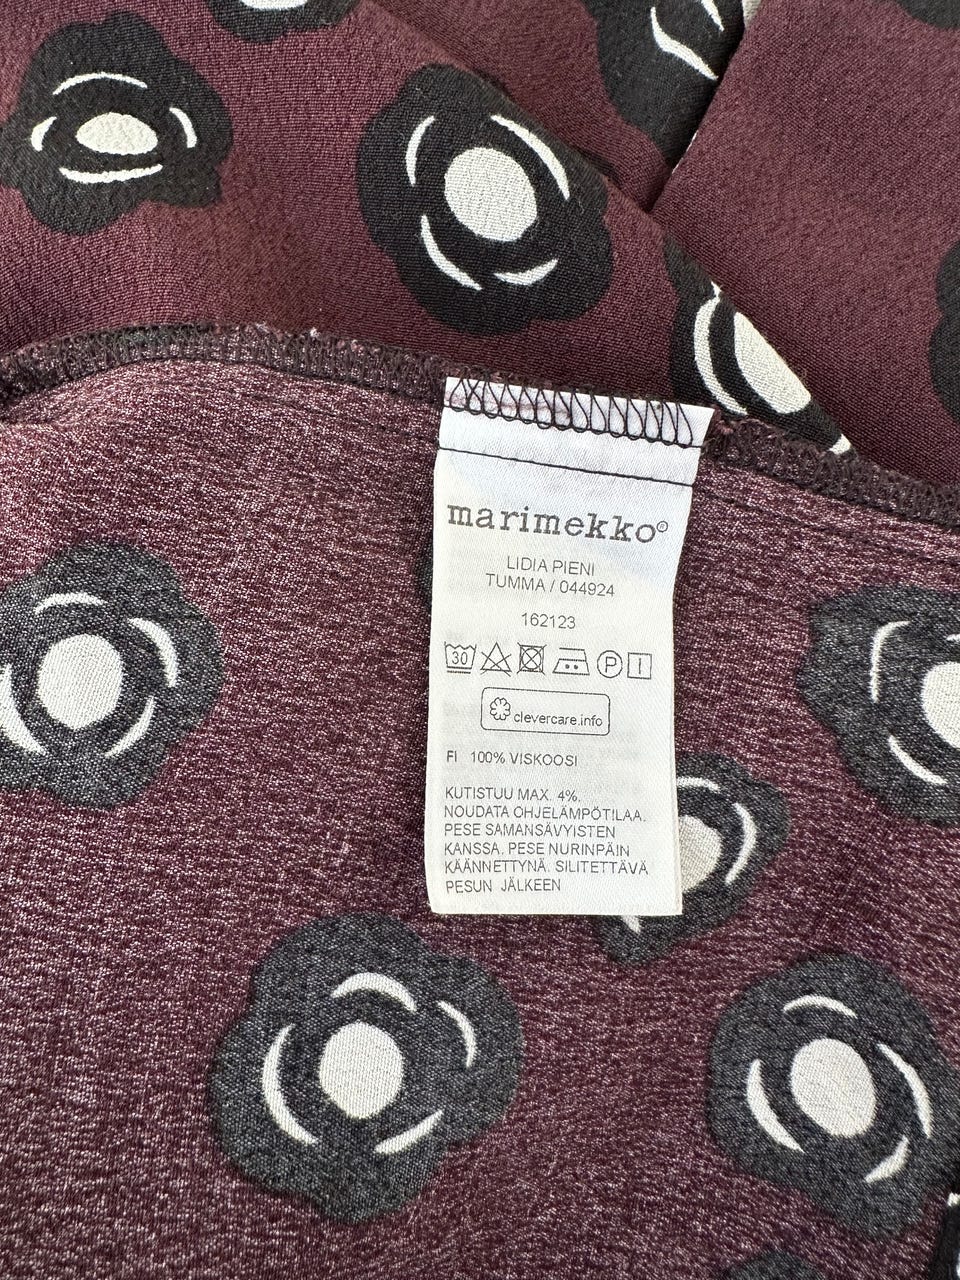 marimekko®
LIDIA PIENI
TUMMA / 044924
162123
30 P
clevercare.info
FI 100% VISKOOSI
KUTISTUU MAX. 4%.
NOUDATA OHJELÄMPÖTILAA.
PESE SAMANSÄVYISTEN
KANSSA. PESE NURINPÄIN
KÄÄNNETTYNÄ. SILITETTÄVÄ
PESUN JÄLKEEN